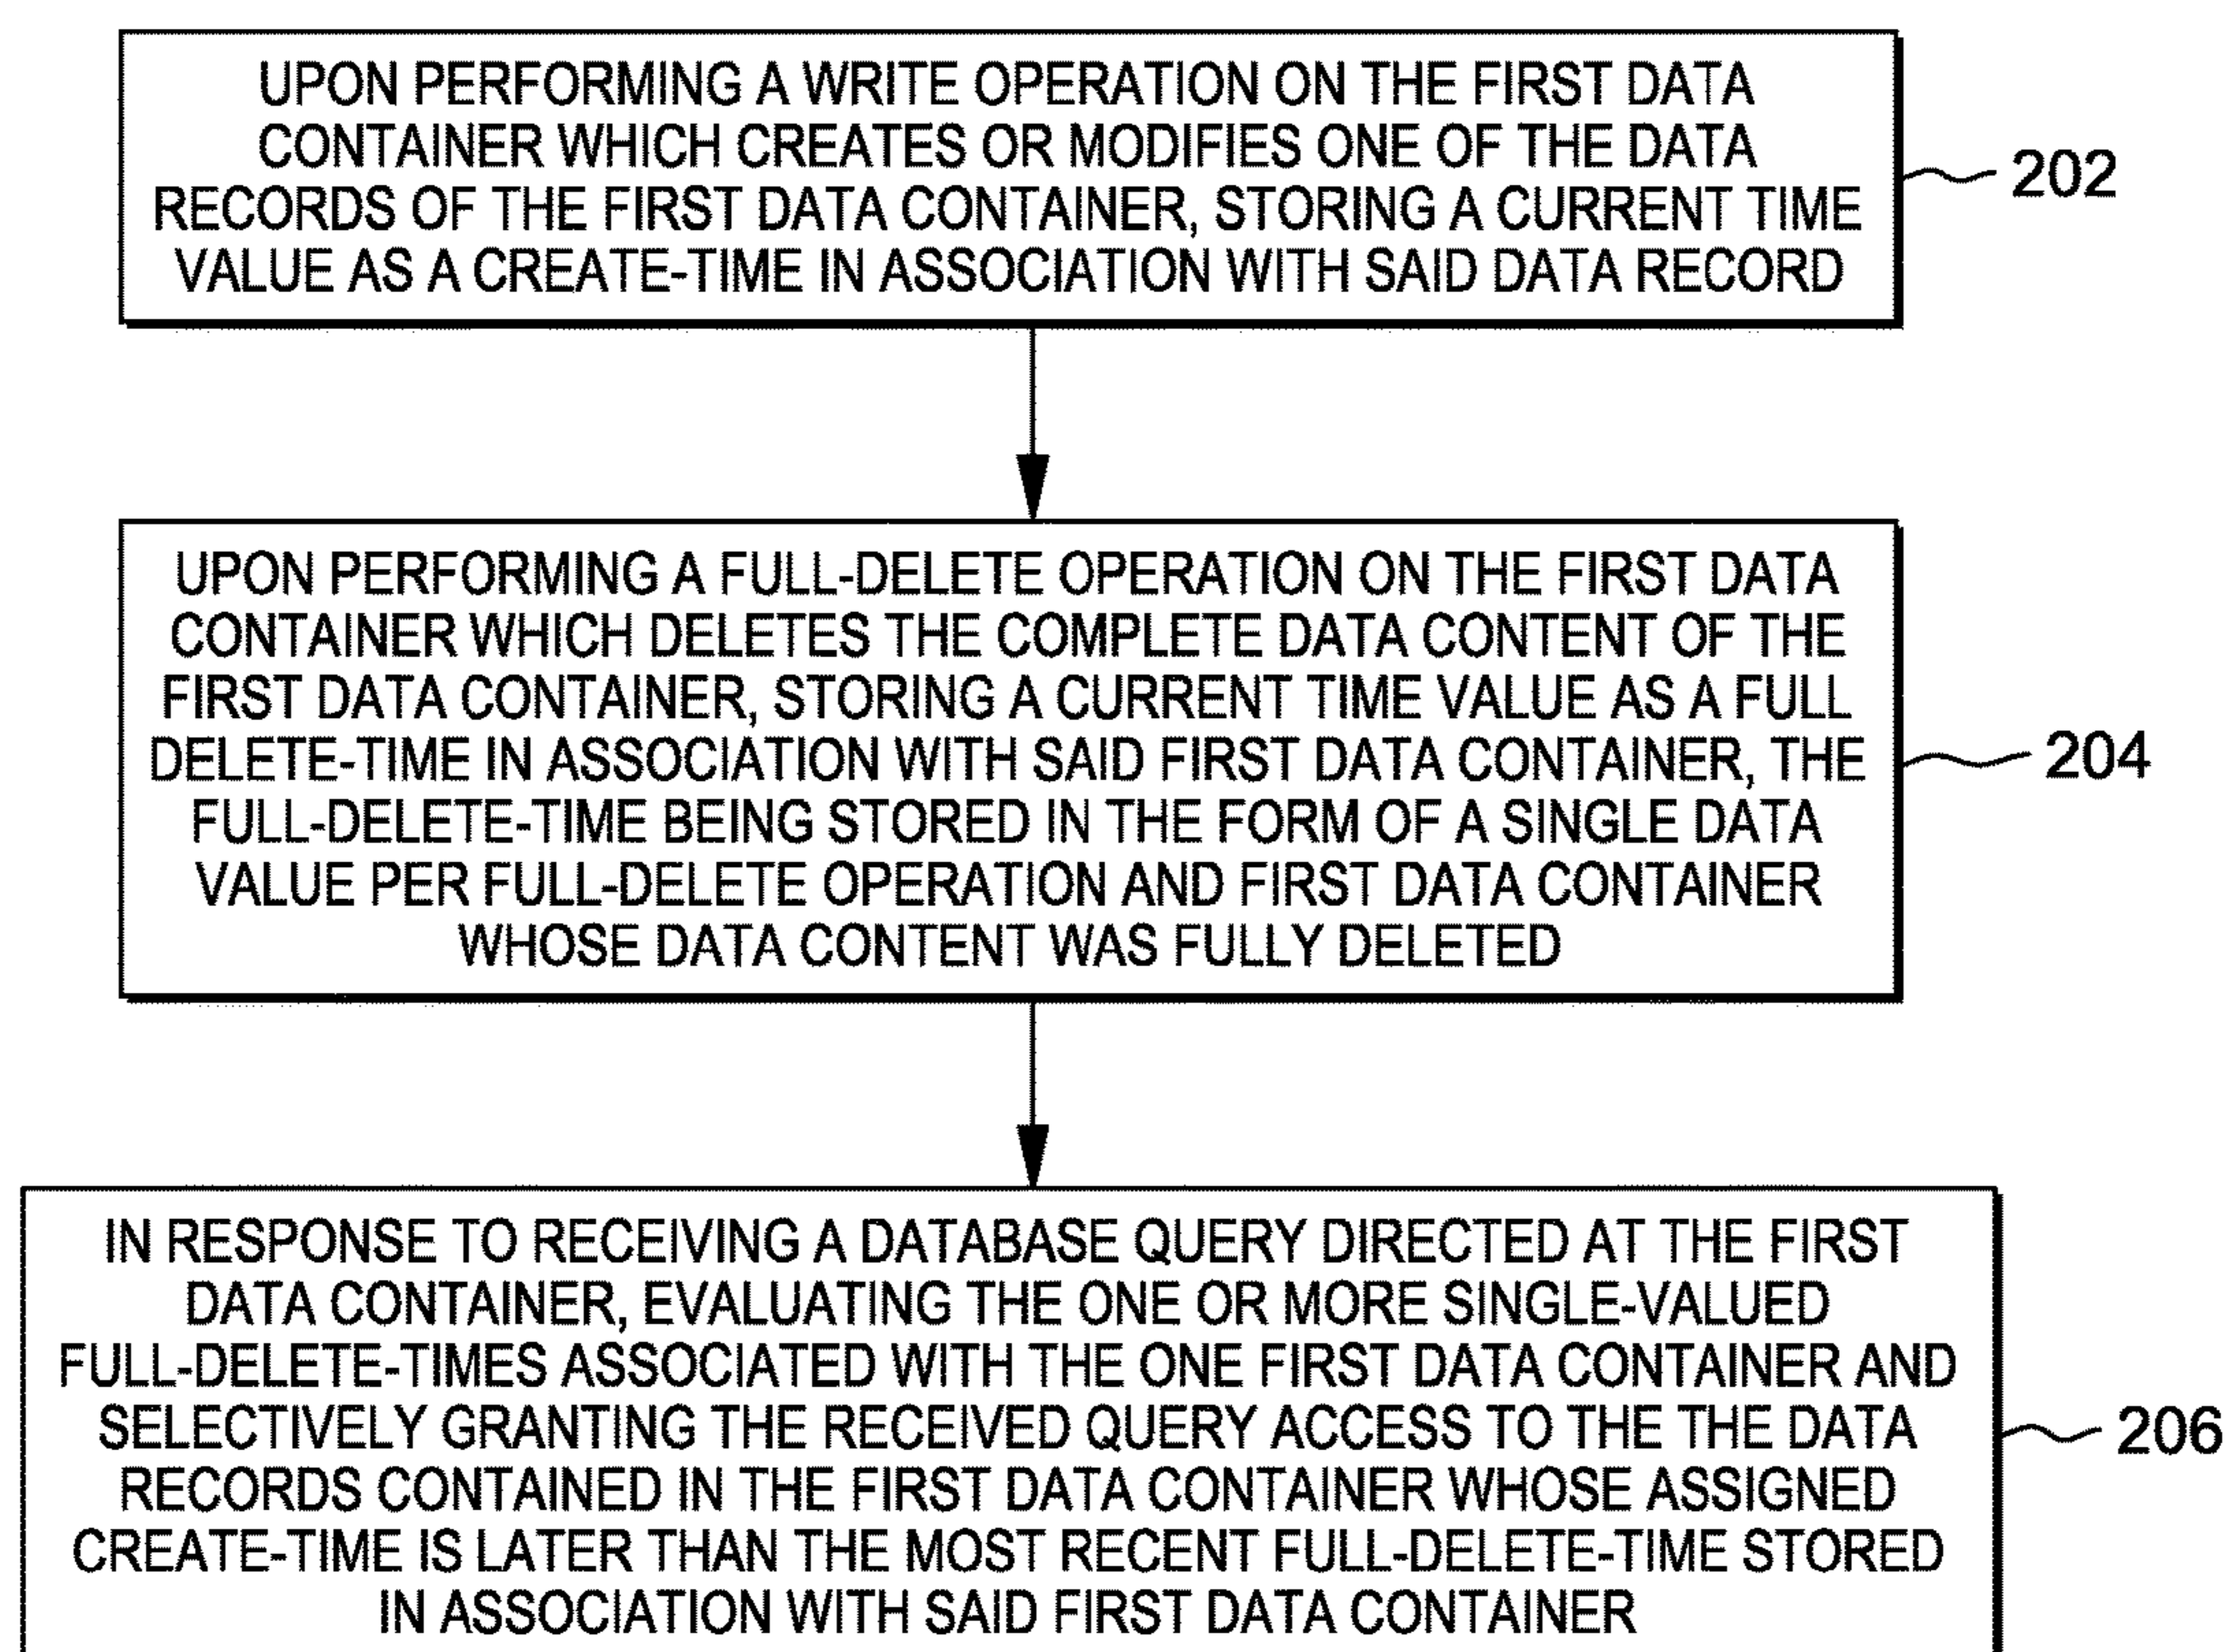 UPON PERFORMING A WRITE OPERATION ON THE FIRST DATA
CONTAINER WHICH CREATES OR MODIFIES ONE OF THE DATA
RECORDS OF THE FIRST DATA CONTAINER, STORING A CURRENT TIME
VALUE AS A CREATE-TIME IN ASSOCIATION WITH SAID DATA RECORD
202
UPON PERFORMING A FULL-DELETE OPERATION ON THE FIRST DATA
CONTAINER WHICH DELETES THE COMPLETE DATA CONTENT OF THE
FIRST DATA CONTAINER, STORING A CURRENT TIME VALUE AS A FULL
DELETE-TIME IN ASSOCIATION WITH SAID FIRST DATA CONTAINER, THE
FULL-DELETE-TIME BEING STORED IN THE FORM OF A SINGLE DATA
VALUE PER FULL-DELETE OPERATION AND FIRST DATA CONTAINER
WHOSE DATA CONTENT WAS FULLY DELETED
204
IN RESPONSE TO RECEIVING A DATABASE QUERY DIRECTED AT THE FIRST
DATA CONTAINER, EVALUATING THE ONE OR MORE SINGLE-VALUED
FULL-DELETE-TIMES ASSOCIATED WITH THE ONE FIRST DATA CONTAINER AND
SELECTIVELY GRANTING THE RECEIVED QUERY ACCESS TO THE THE DATA
RECORDS CONTAINED IN THE FIRST DATA CONTAINER WHOSE ASSIGNED
CREATE-TIME IS LATER THAN THE MOST RECENT FULL-DELETE-TIME STORED
IN ASSOCIATION WITH SAID FIRST DATA CONTAINER
206